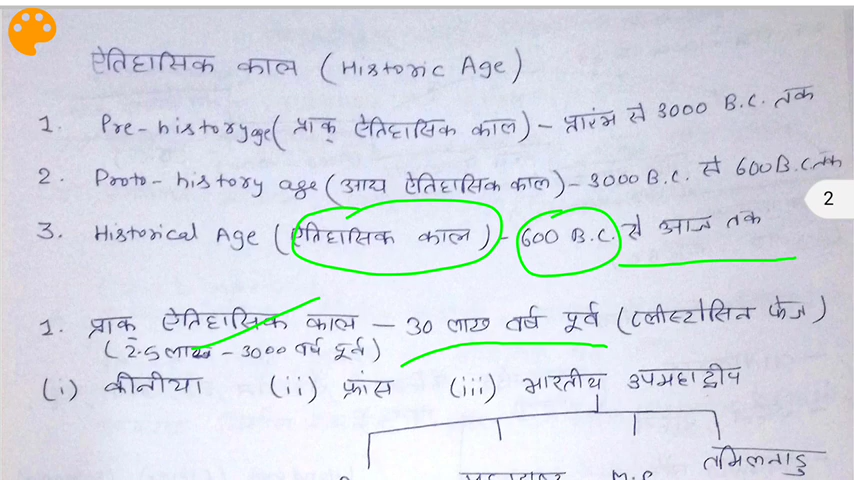 ऐतिहासिक काल (Historic Age)
1. Pre-history age (प्राक् ऐतिहासिक काल) - प्रारंभ से 3000 B.C. तक
2. Proto-history age (आद्य ऐतिहासिक काल) - 3000 B.C. से 600 B.C. तक
3. Historical Age (ऐतिहासिक काल) - 600 B.C. से आज तक
2
1. प्राक् ऐतिहासिक काल - 30 लाख वर्ष पूर्व (प्लीस्टोसिन फेज)
(2.5 लाख - 3000 वर्ष पूर्व)
(i) कीनीया (ii) फ्रांस (iii) भारतीय उपमहाद्वीप
तमिलनाडु
M.P